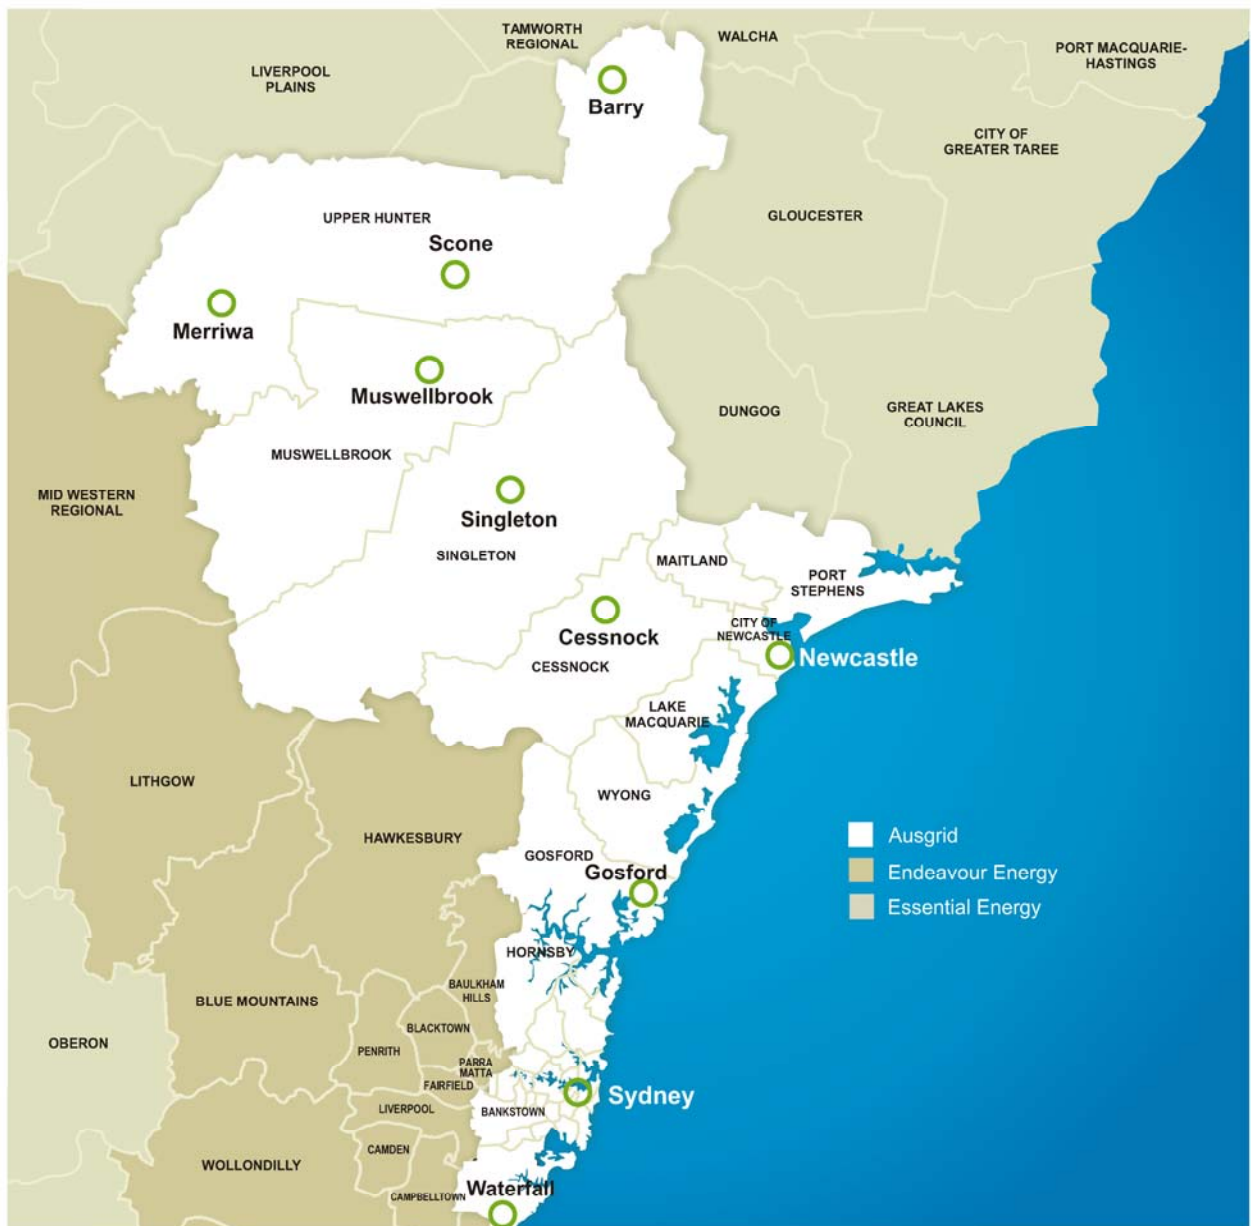 TAMWORTH
REGIONAL
WALCHA
PORT MACQUARIE-
HASTINGS
LIVERPOOL
PLAINS
Barry
CITY OF
GREATER TAREE
UPPER HUNTER
GLOUCESTER
Scone
Merriwa
Muswellbrook
DUNGOG
GREAT LAKES
COUNCIL
MUSWELLBROOK
MID WESTERN
REGIONAL
Singleton
SINGLETON
MAITLAND
PORT
STEPHENS
CITY OF
NEWCASTLE
Cessnock
CESSNOCK
Newcastle
LAKE
MACQUARIE
LITHGOW
WYONG
HAWKESBURY
GOSFORD
Gosford
Ausgrid
Endeavour Energy
Essential Energy
HORNSBY
BAULKHAM
HILLS
BLUE MOUNTAINS
BLACKTOWN
OBERON
PENRITH
PARRA
MATTA
FAIRFIELD
Sydney
LIVERPOOL
BANKSTOWN
CAMDEN
WOLLONDILLY
CAMPBELLTOWN
Waterfall